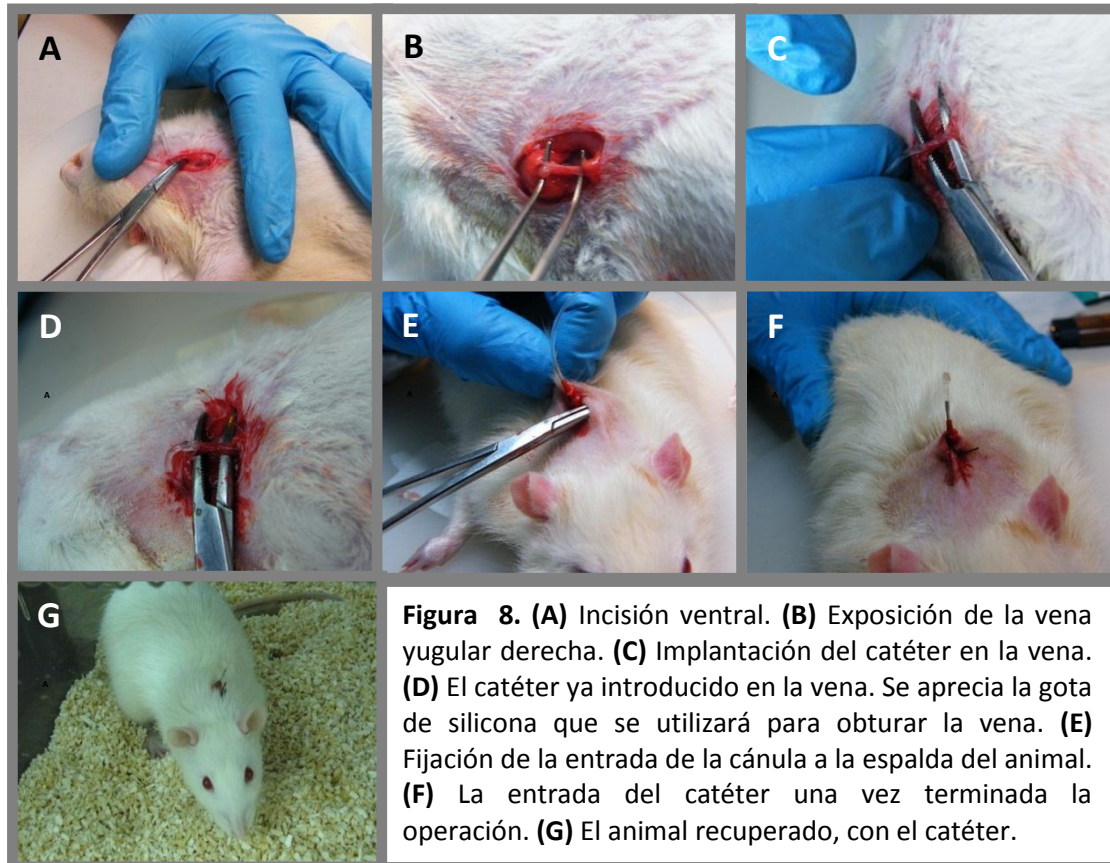 A
B
C
D
A
E
A
F
A
G
A
Figura 8. (A) Incisión ventral. (B) Exposición de la vena
yugular derecha. (C) Implantación del catéter en la vena.
(D) El catéter ya introducido en la vena. Se aprecia la gota
de silicona que se utilizará para obturar la vena. (E)
Fijación de la entrada de la cánula a la espalda del animal.
(F) La entrada del catéter una vez terminada la
operación. (G) El animal recuperado, con el catéter.